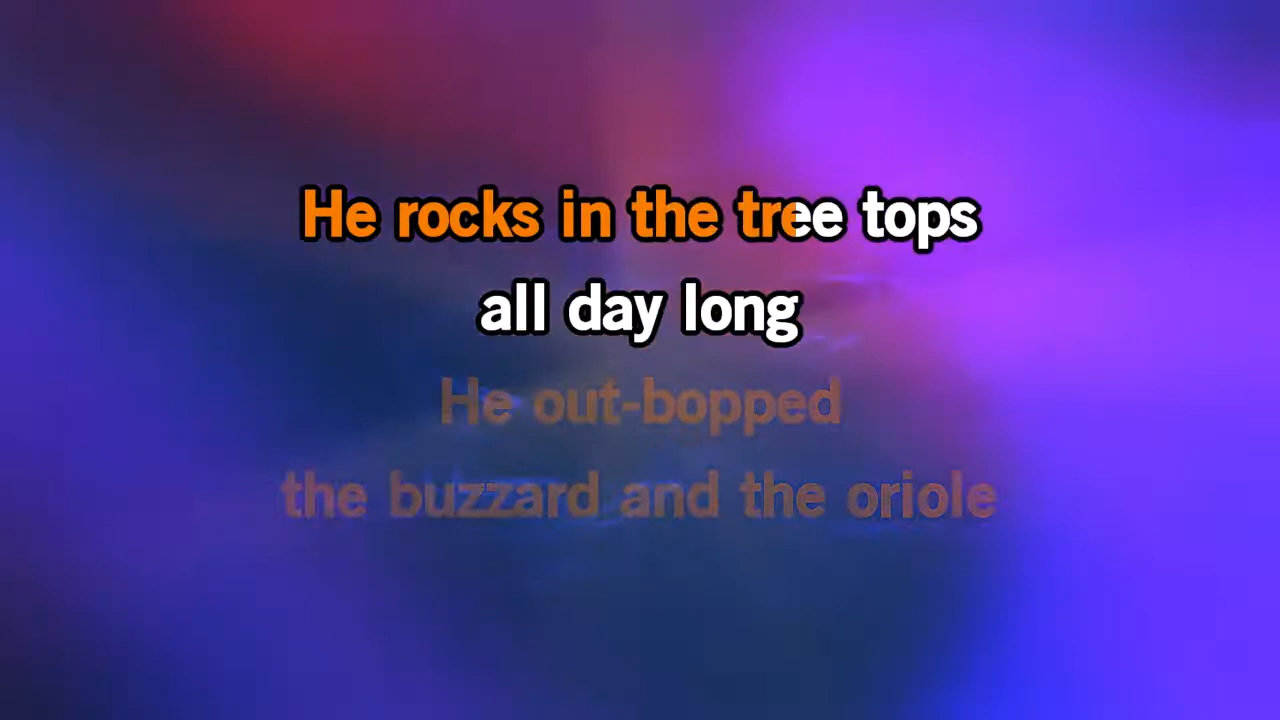 He rocks in the tree tops
all day long
He out-bopped
the buzzard and the oriole